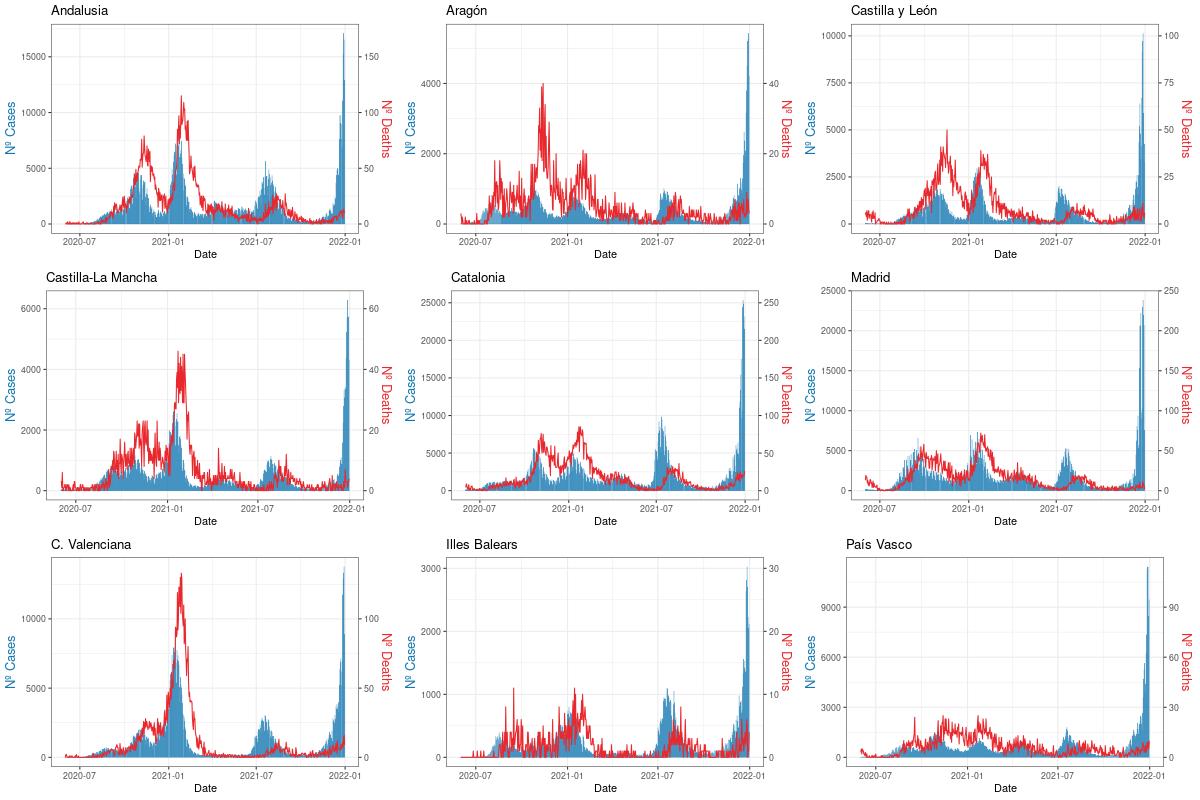 Andalusia
Nº Cases
15000
10000
5000
0
150
100
50
0
Nº Deaths
2020-07 2021-01 2021-07 2022-01
Date
Aragón
Nº Cases
4000
2000
0
40
20
0
Nº Deaths
2020-07 2021-01 2021-07 2022-01
Date
Castilla y León
Nº Cases
10000
7500
5000
2500
0
100
75
50
25
0
Nº Deaths
2020-07 2021-01 2021-07 2022-01
Date
Castilla-La Mancha
Nº Cases
6000
4000
2000
0
60
40
20
0
Nº Deaths
2020-07 2021-01 2021-07 2022-01
Date
Catalonia
Nº Cases
25000
20000
15000
10000
5000
0
250
200
150
100
50
0
Nº Deaths
2020-07 2021-01 2021-07 2022-01
Date
Madrid
Nº Cases
25000
20000
15000
10000
5000
0
250
200
150
100
50
0
Nº Deaths
2020-07 2021-01 2021-07 2022-01
Date
C. Valenciana
Nº Cases
10000
5000
0
100
50
0
Nº Deaths
2020-07 2021-01 2021-07 2022-01
Date
Illes Balears
Nº Cases
3000
2000
1000
0
30
20
10
0
Nº Deaths
2020-07 2021-01 2021-07 2022-01
Date
País Vasco
Nº Cases
9000
6000
3000
0
90
60
30
0
Nº Deaths
2020-07 2021-01 2021-07 2022-01
Date